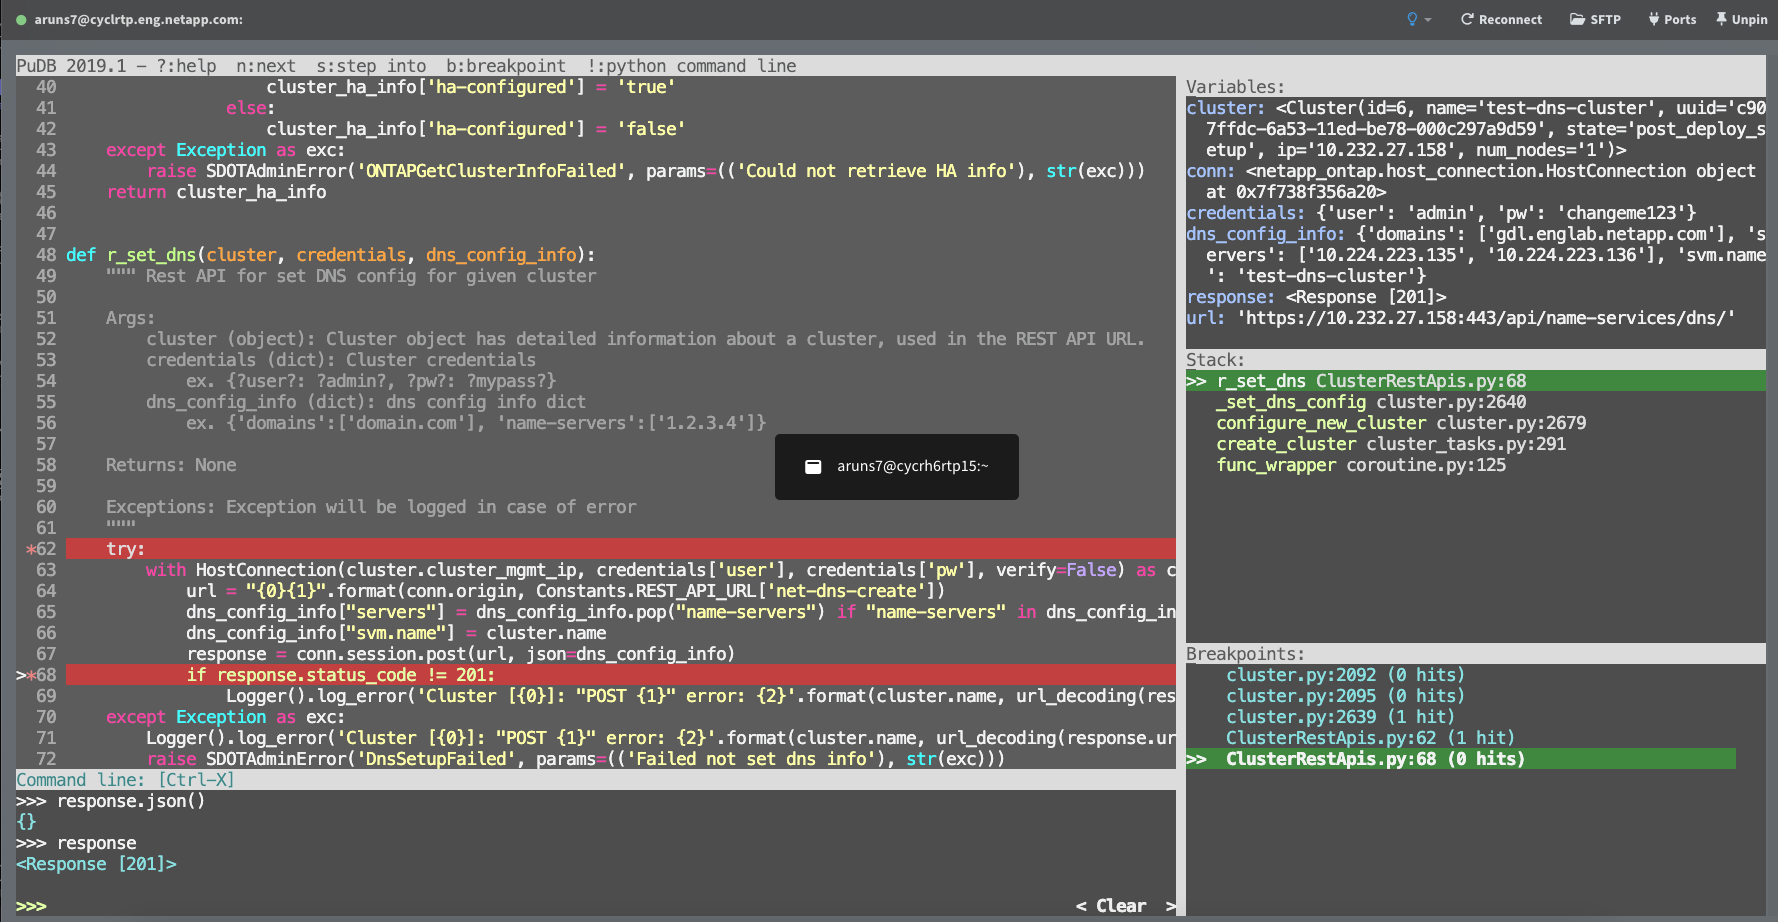 aruns7@cyclrtp.eng.netapp.com:
Reconnect
SFTP
Ports
Unpin
PuDB 2019.1 - ?:help  n:next  s:step into  b:breakpoint  !:python command line
40                     cluster_ha_info['ha-configured'] = 'true'
41                 else:
42                     cluster_ha_info['ha-configured'] = 'false'
43     except Exception as exc:
44         raise SDOTAdminError('ONTAPGetClusterInfoFailed', params=(('Could not retrieve HA info'), str(exc)))
45     return cluster_ha_info
46
47
48 def r_set_dns(cluster, credentials, dns_config_info):
49     """ Rest API for set DNS config for given cluster
50
51     Args:
52         cluster (object): Cluster object has detailed information about a cluster, used in the REST API URL.
53         credentials (dict): Cluster credentials
54             ex. {?user?: ?admin?, ?pw?: ?mypass?}
55         dns_config_info (dict): dns config info dict
56             ex. {'domains':['domain.com'], 'name-servers':['1.2.3.4']}
57
58     Returns: None
59
60     Exceptions: Exception will be logged in case of error
61     """
*62     try:
63         with HostConnection(cluster.cluster_mgmt_ip, credentials['user'], credentials['pw'], verify=False) as c
64             url = "{0}{1}".format(conn.origin, Constants.REST_API_URL['net-dns-create'])
65             dns_config_info["servers"] = dns_config_info.pop("name-servers") if "name-servers" in dns_config_in
66             dns_config_info["svm.name"] = cluster.name
67             response = conn.session.post(url, json=dns_config_info)
>*68             if response.status_code != 201:
69                 Logger().log_error('Cluster [{0}]: "POST {1}" error: {2}'.format(cluster.name, url_decoding(res
70     except Exception as exc:
71         Logger().log_error('Cluster [{0}]: "POST {1}" error: {2}'.format(cluster.name, url_decoding(response.ur
72         raise SDOTAdminError('DnsSetupFailed', params=(('Failed not set dns info'), str(exc)))
aruns7@cycrh6rtp15:~
Command line: [Ctrl-X]
>>> response.json()
{}
>>> response
<Response [201]>
>>>
< Clear  >
Variables:
cluster: <Cluster(id=6, name='test-dns-cluster', uuid='c90
7ffdc-6a53-11ed-be78-000c297a9d59', state='post_deploy_s
etup', ip='10.232.27.158', num_nodes='1')>
conn: <netapp_ontap.host_connection.HostConnection object
at 0x7f738f356a20>
credentials: {'user': 'admin', 'pw': 'changeme123'}
dns_config_info: {'domains': ['gdl.englab.netapp.com'], 's
ervers': ['10.224.223.135', '10.224.223.136'], 'svm.name
': 'test-dns-cluster'}
response: <Response [201]>
url: 'https://10.232.27.158:443/api/name-services/dns/'
Stack:
>> r_set_dns ClusterRestApis.py:68
_set_dns_config cluster.py:2640
configure_new_cluster cluster.py:2679
create_cluster cluster_tasks.py:291
func_wrapper coroutine.py:125
Breakpoints:
cluster.py:2092 (0 hits)
cluster.py:2095 (0 hits)
cluster.py:2639 (1 hit)
ClusterRestApis.py:62 (1 hit)
>> ClusterRestApis.py:68 (0 hits)